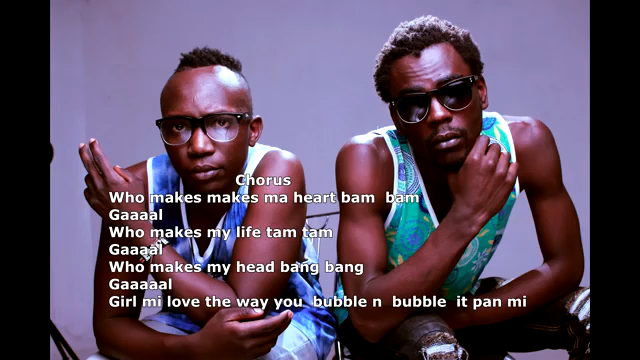 Chorus
Who makes makes ma heart bam  bam
Gaaaal
Who makes my life tam tam
Gaaaal
Who makes my head bang bang
Gaaaaal
Girl mi love the way you  bubble n  bubble  it pan mi